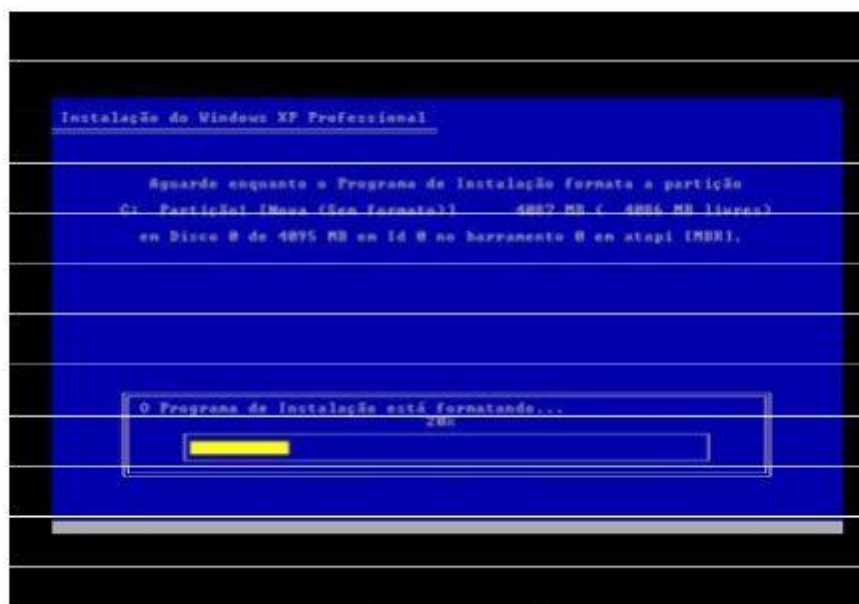 Instalação do Windows XP Professional
Aguarde enquanto o Programa de Instalação formata a partição
C: Partição1 [Nova (Sem formato)] 4087 MB ( 4086 MB livres)
em Disco 0 de 4095 MB em Id 0 no barramento 0 em atapi [MBR].
O Programa de Instalação está formatando...
20%